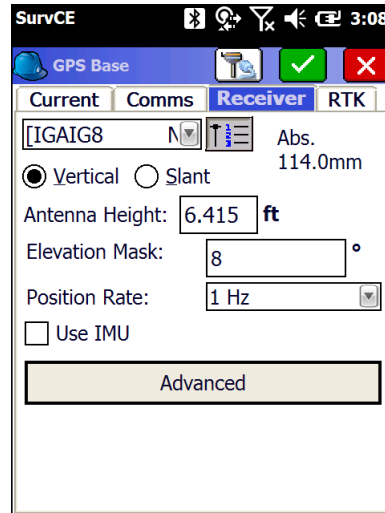 SurvCE 3:08
GPS Base
Current Comms Receiver RTK
[IGAIG8 N Abs.
114.0mm
Vertical Slant
Antenna Height: 6.415 ft
Elevation Mask: 8 °
Position Rate: 1 Hz
Use IMU
Advanced